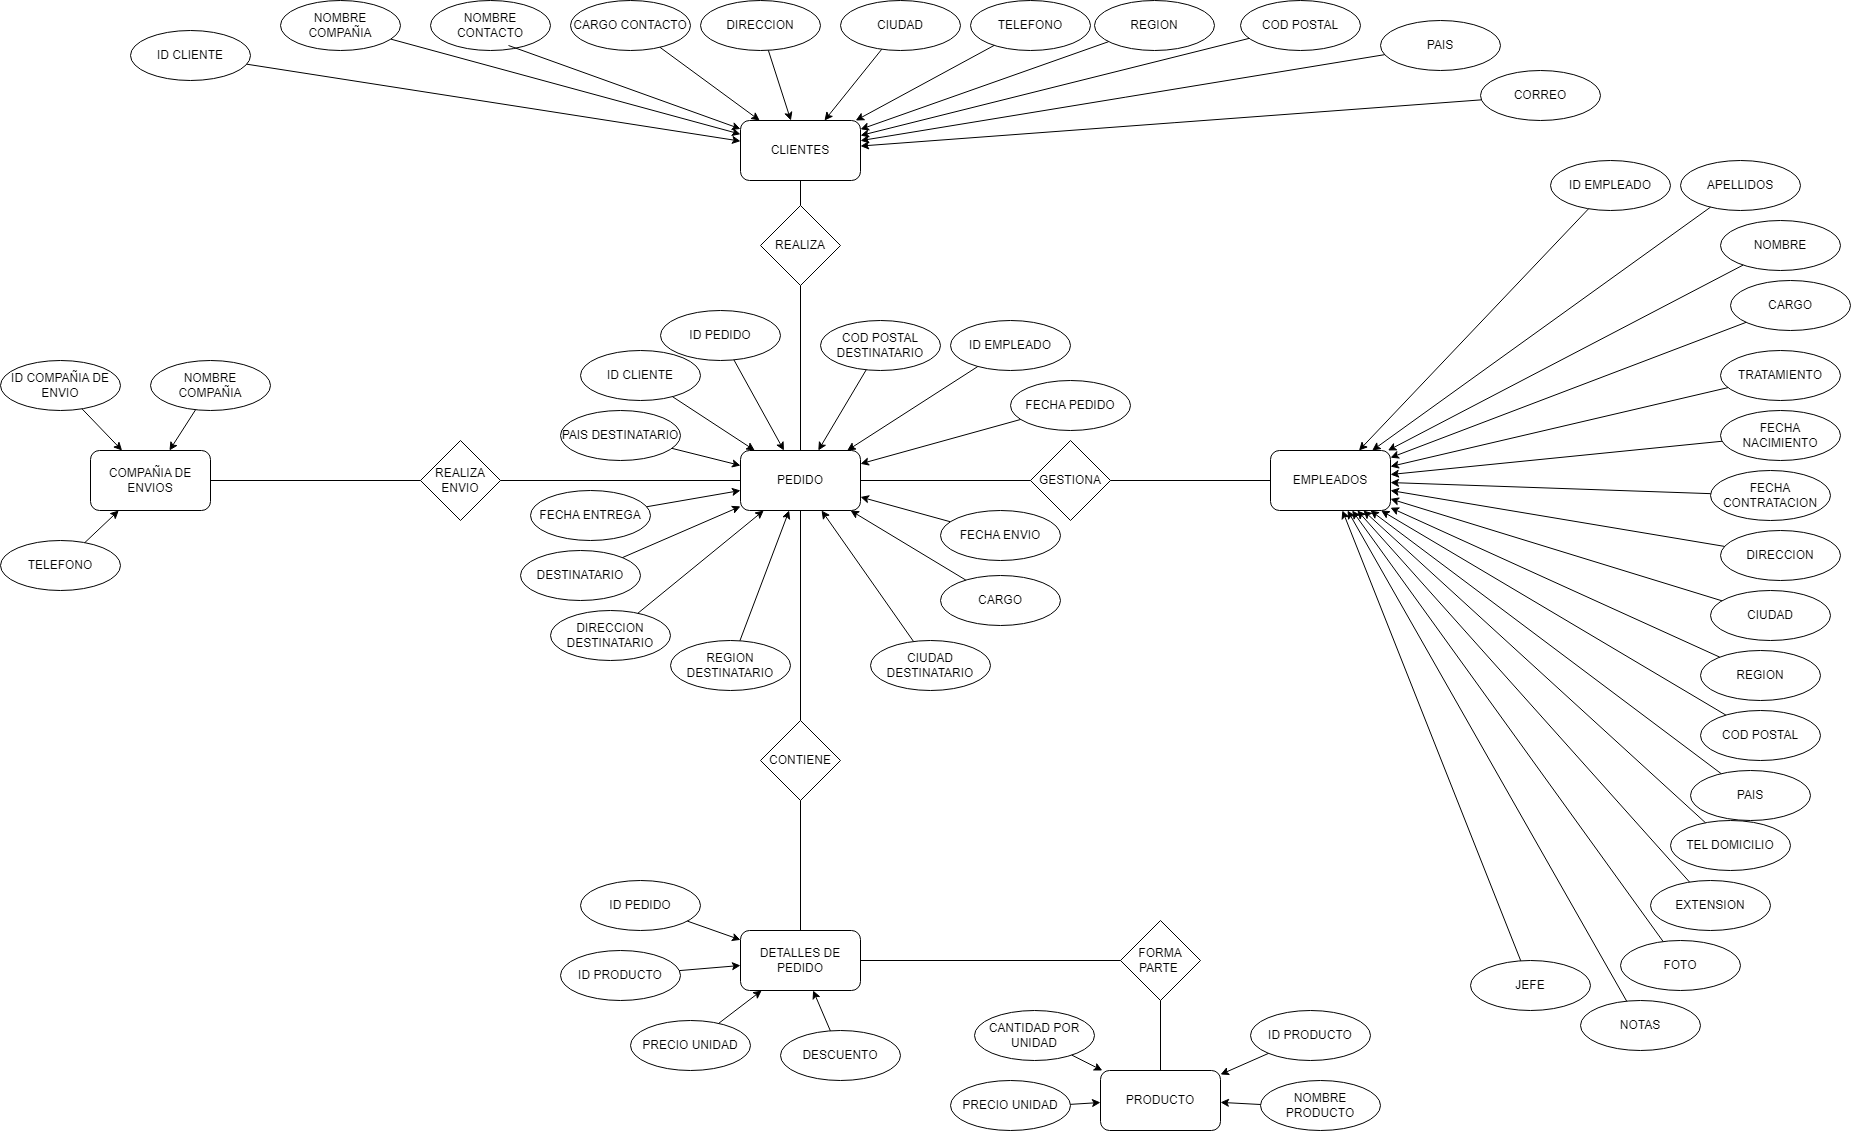 NOMBRE
COMPAÑIA
NOMBRE
CONTACTO
CARGO CONTACTO
DIRECCION
CIUDAD
TELEFONO
REGION
COD POSTAL
PAIS
ID CLIENTE
CORREO
CLIENTES
ID EMPLEADO
APELLIDOS
REALIZA
NOMBRE
CARGO
ID PEDIDO
COD POSTAL
DESTINATARIO
ID EMPLEADO
ID CLIENTE
TRATAMIENTO
ID COMPAÑIA DE
ENVIO
NOMBRE
COMPAÑIA
FECHA PEDIDO
PAIS DESTINATARIO
FECHA
NACIMIENTO
COMPAÑIA DE
ENVIOS
REALIZA
ENVIO
PEDIDO
GESTIONA
EMPLEADOS
FECHA
CONTRATACION
FECHA ENTREGA
FECHA ENVIO
DIRECCION
TELEFONO
DESTINATARIO
CARGO
CIUDAD
DIRECCION
DESTINATARIO
REGION
DESTINATARIO
CIUDAD
DESTINATARIO
REGION
COD POSTAL
CONTIENE
PAIS
TEL DOMICILIO
ID PEDIDO
EXTENSION
DETALLES DE
PEDIDO
FORMA
PARTE
ID PRODUCTO
FOTO
JEFE
NOTAS
PRECIO UNIDAD
DESCUENTO
CANTIDAD POR
UNIDAD
ID PRODUCTO
PRECIO UNIDAD
PRODUCTO
NOMBRE
PRODUCTO